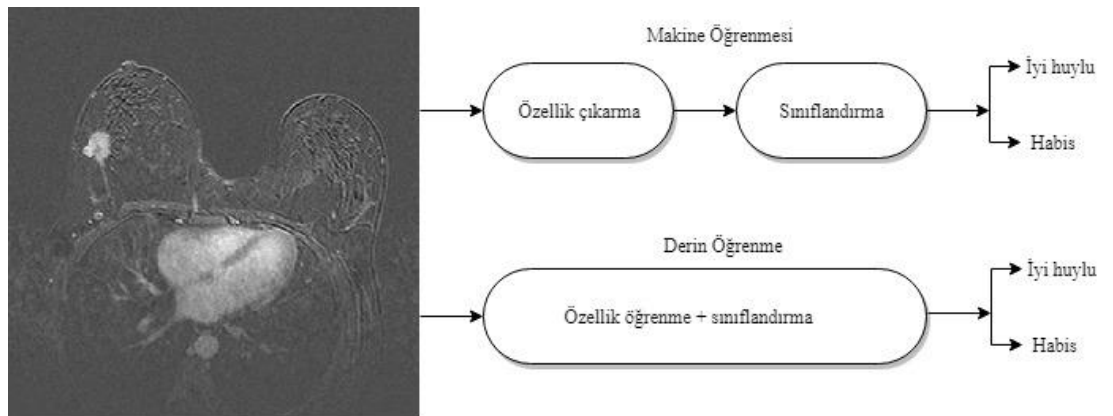 Makine Öğrenmesi
Özellik çıkarma
Sınıflandırma
İyi huylu
Habis
Derin Öğrenme
Özellik öğrenme + sınıflandırma
İyi huylu
Habis